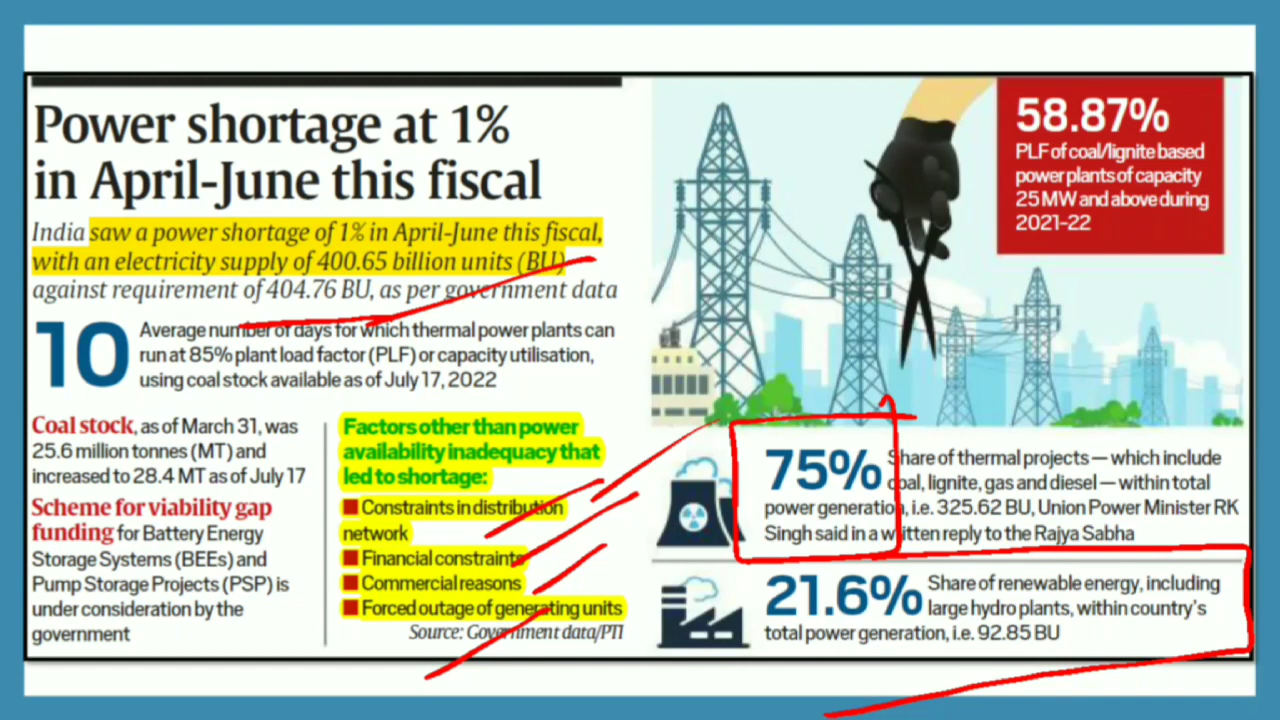 Power shortage at 1%
in April-June this fiscal
India saw a power shortage of 1% in April-June this fiscal,
with an electricity supply of 400.65 billion units (BU)
against requirement of 404.76 BU, as per government data
10
Average number of days for which thermal power plants can
run at 85% plant load factor (PLF) or capacity utilisation,
using coal stock available as of July 17, 2022
Coal stock, as of March 31, was
25.6 million tonnes (MT) and
increased to 28.4 MT as of July 17
Scheme for viability gap
funding for Battery Energy
Storage Systems (BEEs) and
Pump Storage Projects (PSP) is
under consideration by the
government
Factors other than power
availability inadequacy that
led to shortage:
Constraints in distribution
network
Financial constraints
Commercial reasons
Forced outage of generating units
Source: Government data/PTI
58.87%
PLF of coal/lignite based
power plants of capacity
25 MW and above during
2021-22
75% Share of thermal projects — which include
coal, lignite, gas and diesel — within total
power generation, i.e. 325.62 BU, Union Power Minister RK
Singh said in a written reply to the Rajya Sabha
21.6% Share of renewable energy, including
large hydro plants, within country's
total power generation, i.e. 92.85 BU